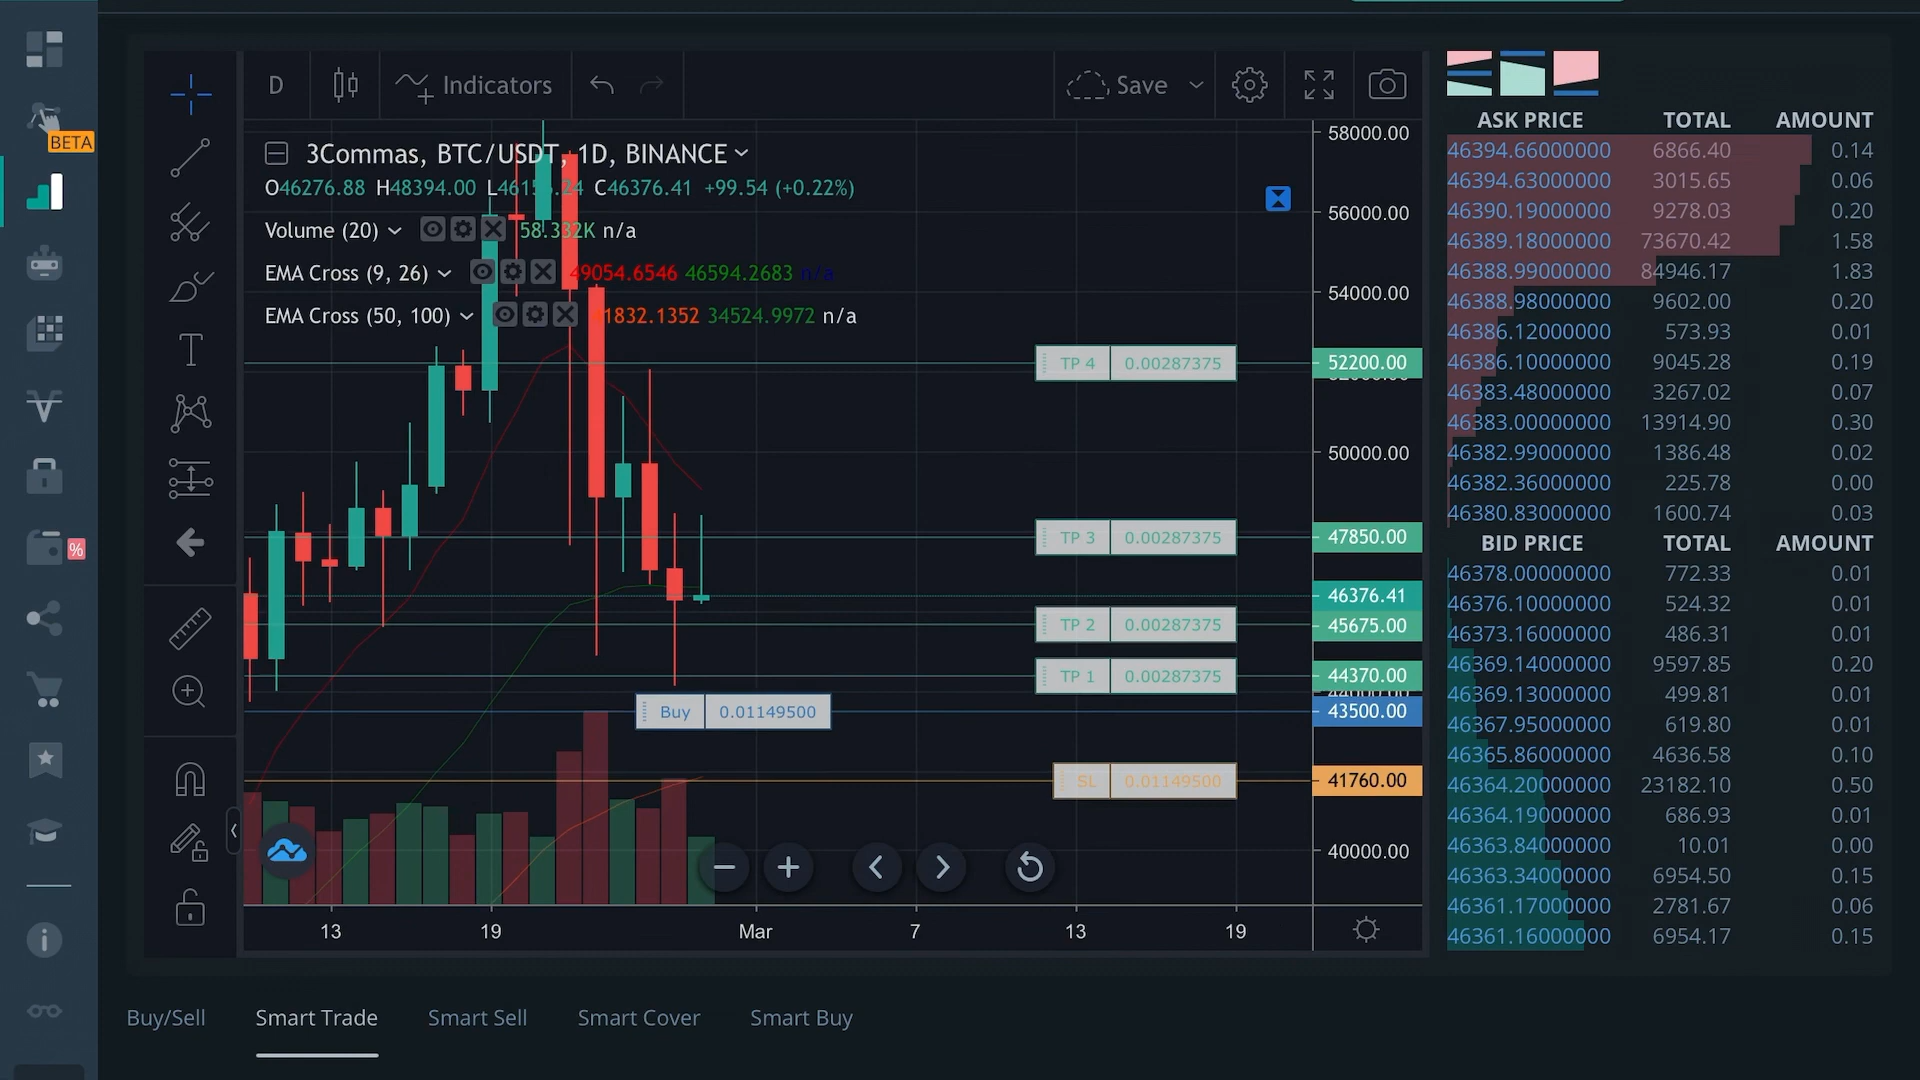 BETA
%
D
Indicators
Save
3Commas, BTC/USDT, 1D, BINANCE
O46276.88 H48394.00 C46376.41 +99.54 (+0.22%)
Volume (20) 58.332K n/a
EMA Cross (9, 26) 49054.6546 46594.2683 n/a
EMA Cross (50, 100) 34524.9972 n/a
58000.00
56000.00
54000.00
TP 4 0.00287375 52200.00
50000.00
TP 3 0.00287375 47850.00
46376.41
TP 2 0.00287375 45675.00
TP 1 0.00287375 44370.00
Buy 0.01149500 43500.00
SL 0.01149500 41760.00
40000.00
13 19 Mar 7 13 19
ASK PRICE TOTAL AMOUNT
46394.66000000 6866.40 0.14
46394.63000000 3015.65 0.06
46390.19000000 9278.03 0.20
46389.18000000 73670.42 1.58
46388.99000000 84946.17 1.83
46388.98000000 9602.00 0.20
46386.12000000 573.93 0.01
46386.10000000 9045.28 0.19
46383.48000000 3267.02 0.07
46383.00000000 13914.90 0.30
46382.99000000 1386.48 0.02
46382.36000000 225.78 0.00
46380.83000000 1600.74 0.03
BID PRICE TOTAL AMOUNT
46378.00000000 772.33 0.01
46376.10000000 524.32 0.01
46373.16000000 486.31 0.01
46369.14000000 9597.85 0.20
46369.13000000 499.81 0.01
46367.95000000 619.80 0.01
46365.86000000 4636.58 0.10
46364.20000000 23182.10 0.50
46364.19000000 686.93 0.01
46363.84000000 10.01 0.00
46363.34000000 6954.50 0.15
46361.17000000 2781.67 0.06
46361.16000000 6954.17 0.15
Buy/Sell Smart Trade Smart Sell Smart Cover Smart Buy